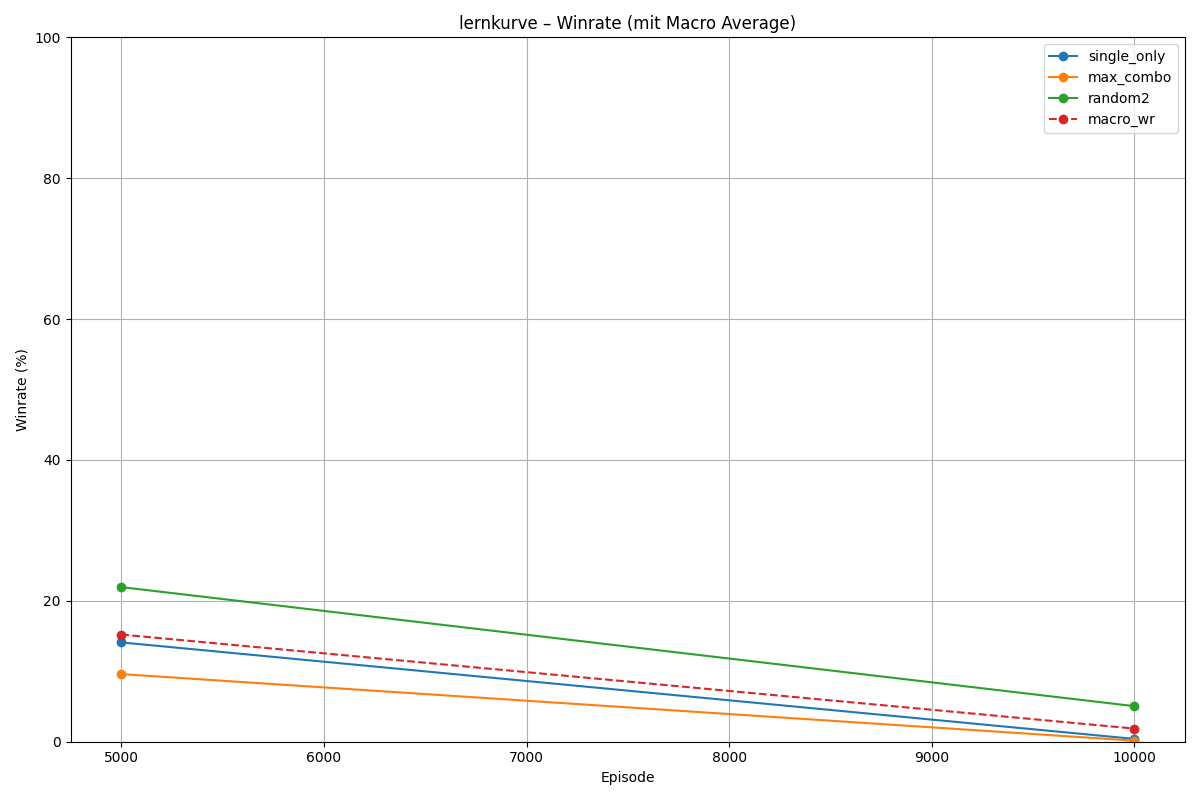 lernkurve – Winrate (mit Macro Average)
100
80
60
40
20
0
Winrate (%)
single_only
max_combo
random2
macro_wr
5000 6000 7000 8000 9000 10000
Episode